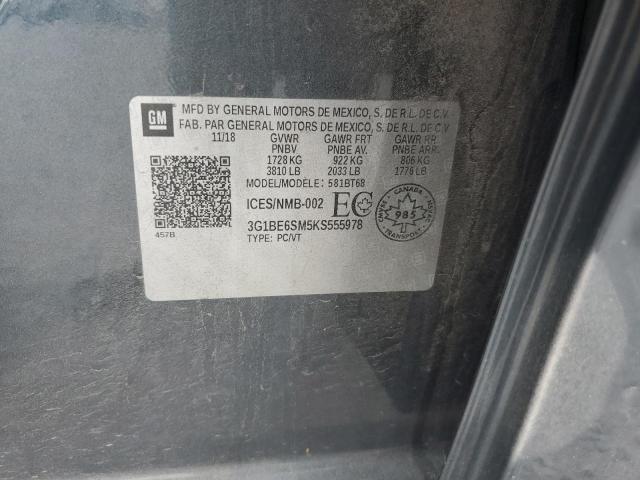 GM
MFD BY GENERAL MOTORS DE MEXICO, S. DE R.L. DE C.V.
FAB. PAR GENERAL MOTORS DE MEXICO, S. DE R.L. DE C.V.
11/18 GVWR GAWR FRT GAWR RR
PNBV PNBE AV. PNBE ARR.
1728 KG 922 KG 806 KG
3810 LB 2033 LB 1776 LB
MODEL/MODÈLE: 581BT68
ICES/NMB-002 EC
CANADA
985
3G1BE6SM5KS555978
457B TYPE: PC/VT